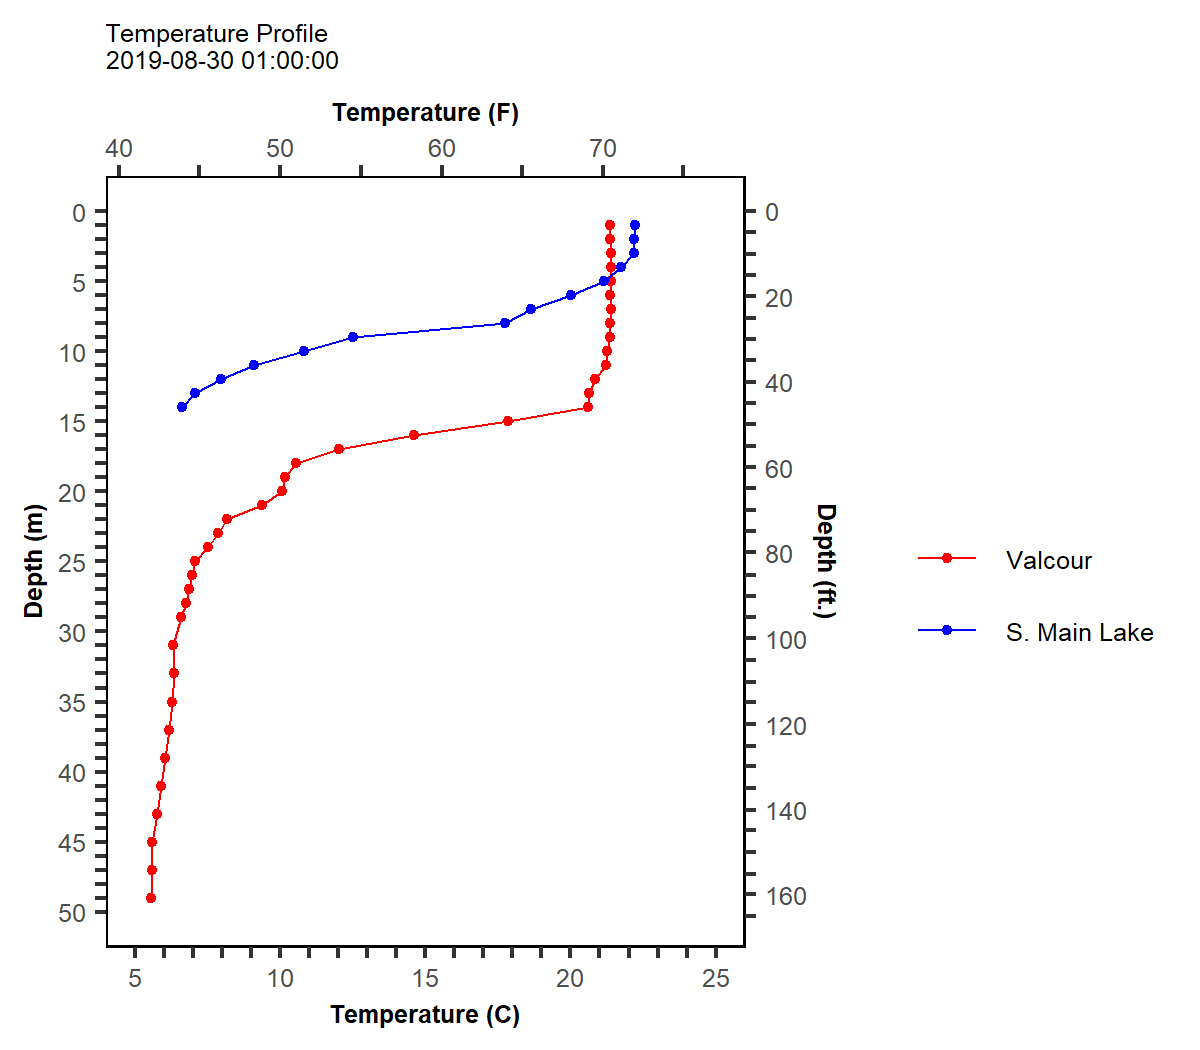 Temperature Profile
2019-08-30 01:00:00
Temperature (F)
40 50 60 70
0
5
10
15
20
25
30
35
40
45
50
Depth (m)
0
20
40
60
80
100
120
140
160
Depth (ft.)
Valcour
S. Main Lake
5 10 15 20 25
Temperature (C)